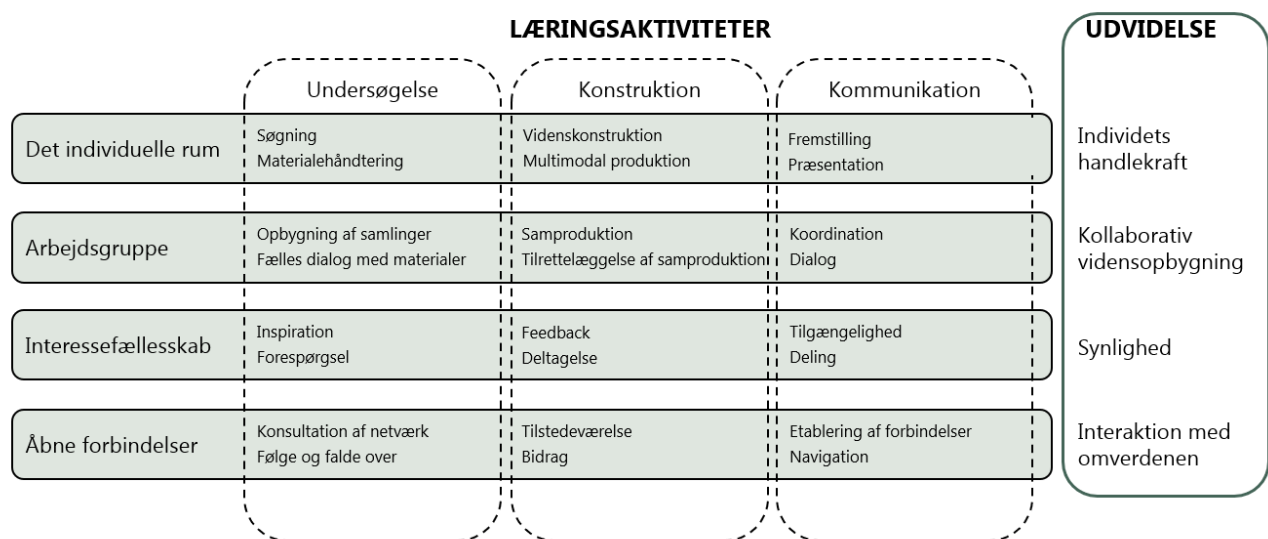 LÆRINGSAKTIVITETER
UDVIDELSE
Undersøgelse
Konstruktion
Kommunikation
Det individuelle rum
Søgning
Materialehåndtering
Videnskonstruktion
Multimodal produktion
Fremstilling
Præsentation
Individets
handlekraft
Arbejdsgruppe
Opbygning af samlinger
Fælles dialog med materialer
Samproduktion
Tilrettelæggelse af samproduktion
Koordination
Dialog
Kollaborativ
vidensopbygning
Interessefællesskab
Inspiration
Forespørgsel
Feedback
Deltagelse
Tilgængelighed
Deling
Synlighed
Åbne forbindelser
Konsultation af netværk
Følge og falde over
Tilstedeværelse
Bidrag
Etablering af forbindelser
Navigation
Interaktion med
omverdenen